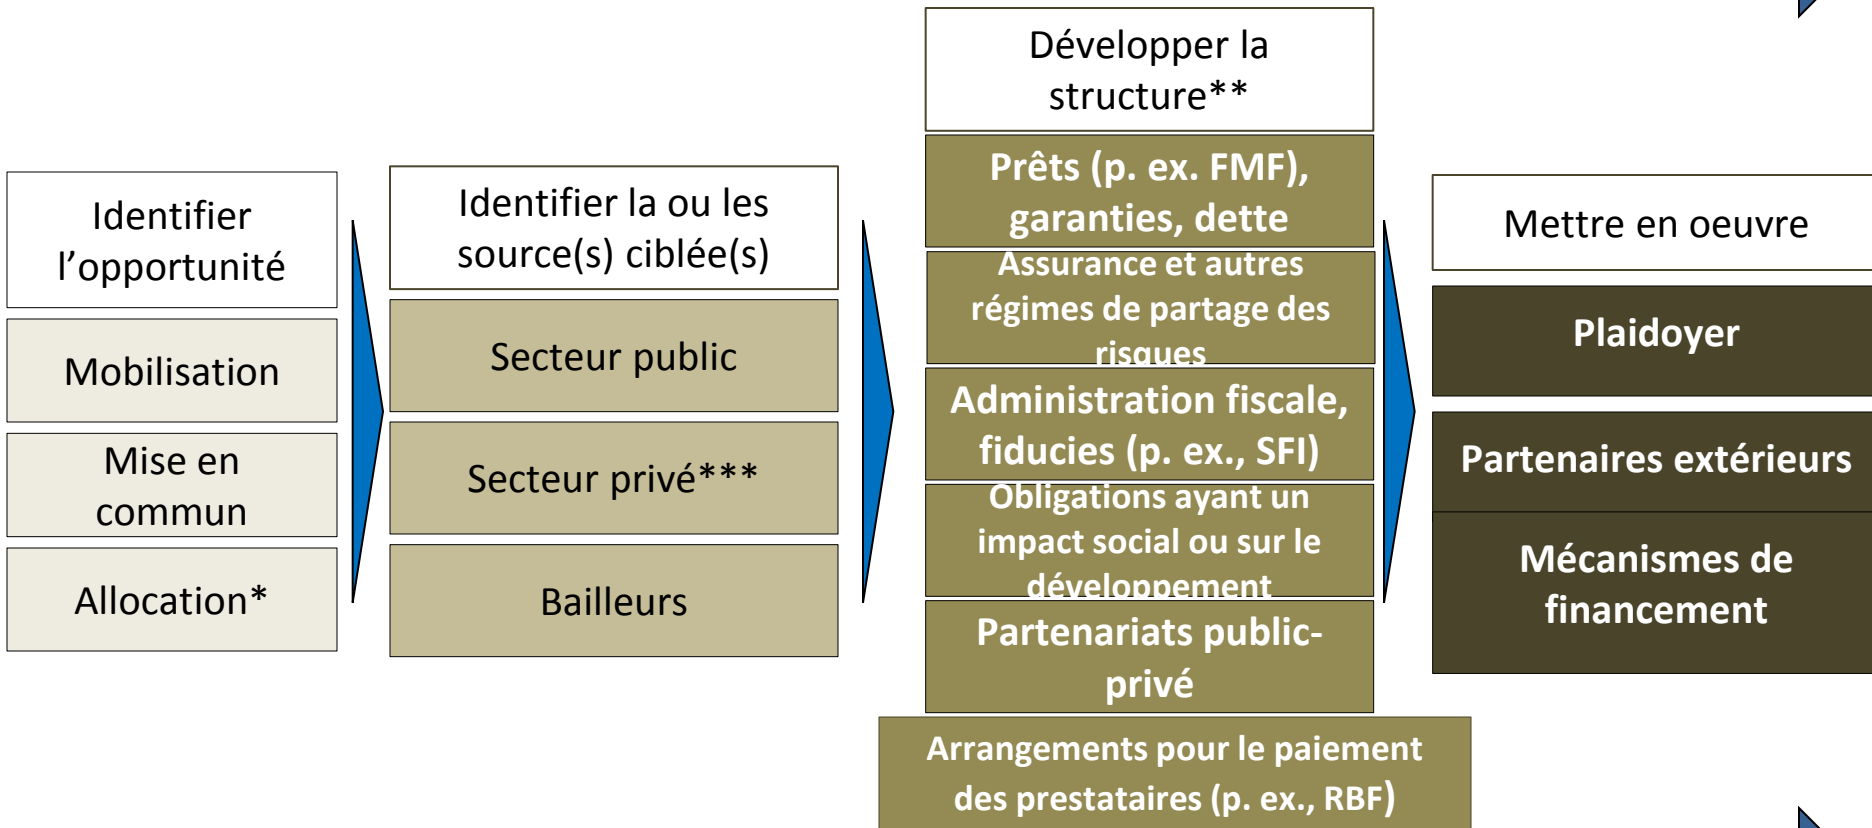 Identifier
l’opportunité
Mobilisation
Mise en
commun
Allocation*
Identifier la ou les
source(s) ciblée(s)
Secteur public
Secteur privé***
Bailleurs
Développer la
structure**
Prêts (p. ex. FMF),
garanties, dette
Assurance et autres
régimes de partage des
risques
Administration fiscale,
fiducies (p. ex., SFI)
Obligations ayant un
impact social ou sur le
développement
Partenariats public-
privé
Arrangements pour le paiement
des prestataires (p. ex., RBF)
Mettre en oeuvre
Plaidoyer
Partenaires extérieurs
Mécanismes de
financement